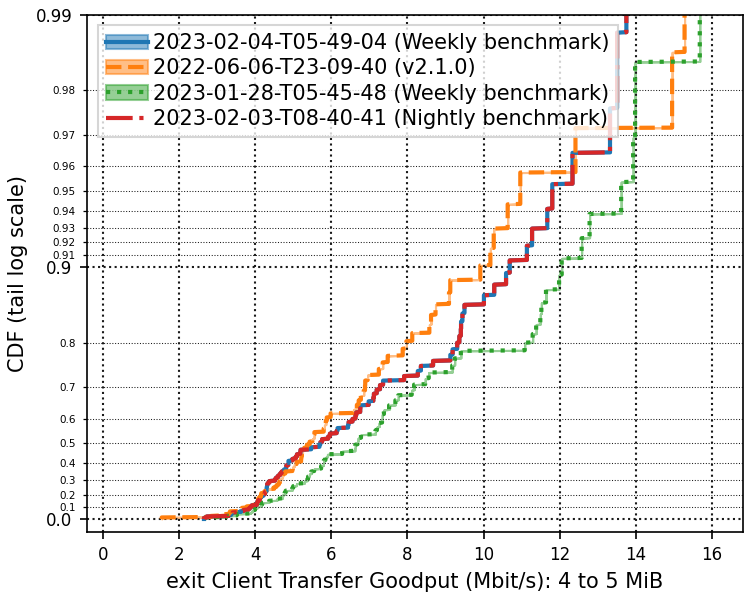 0.99
0.98
0.97
0.96
0.95
0.94
0.93
0.92
0.91
0.9
0.8
0.7
0.6
0.5
0.4
0.3
0.2
0.1
0.0
CDF (tail log scale)
2023-02-04-T05-49-04 (Weekly benchmark)
2022-06-06-T23-09-40 (v2.1.0)
2023-01-28-T05-45-48 (Weekly benchmark)
2023-02-03-T08-40-41 (Nightly benchmark)
0 2 4 6 8 10 12 14 16
exit Client Transfer Goodput (Mbit/s): 4 to 5 MiB